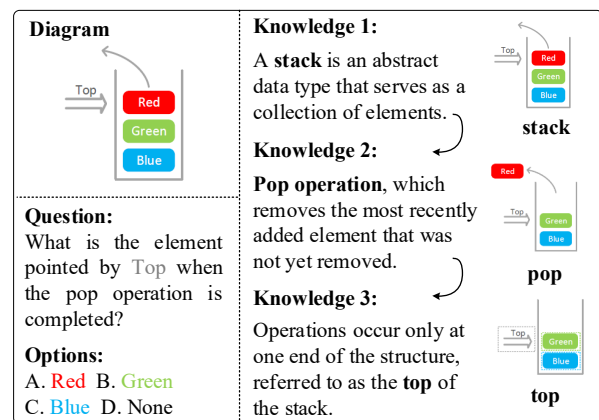 Diagram
Top
Red
Green
Blue
Question:
What is the element
pointed by Top when
the pop operation is
completed?
Options:
A. Red B. Green
C. Blue D. None
Knowledge 1:
A stack is an abstract
data type that serves as a
collection of elements.
Top
Red
Green
Blue
stack
Knowledge 2:
Pop operation, which
removes the most recently
added element that was
not yet removed.
Red
Top
Green
Blue
pop
Knowledge 3:
Operations occur only at
one end of the structure,
referred to as the top of
the stack.
Top
Green
Blue
top